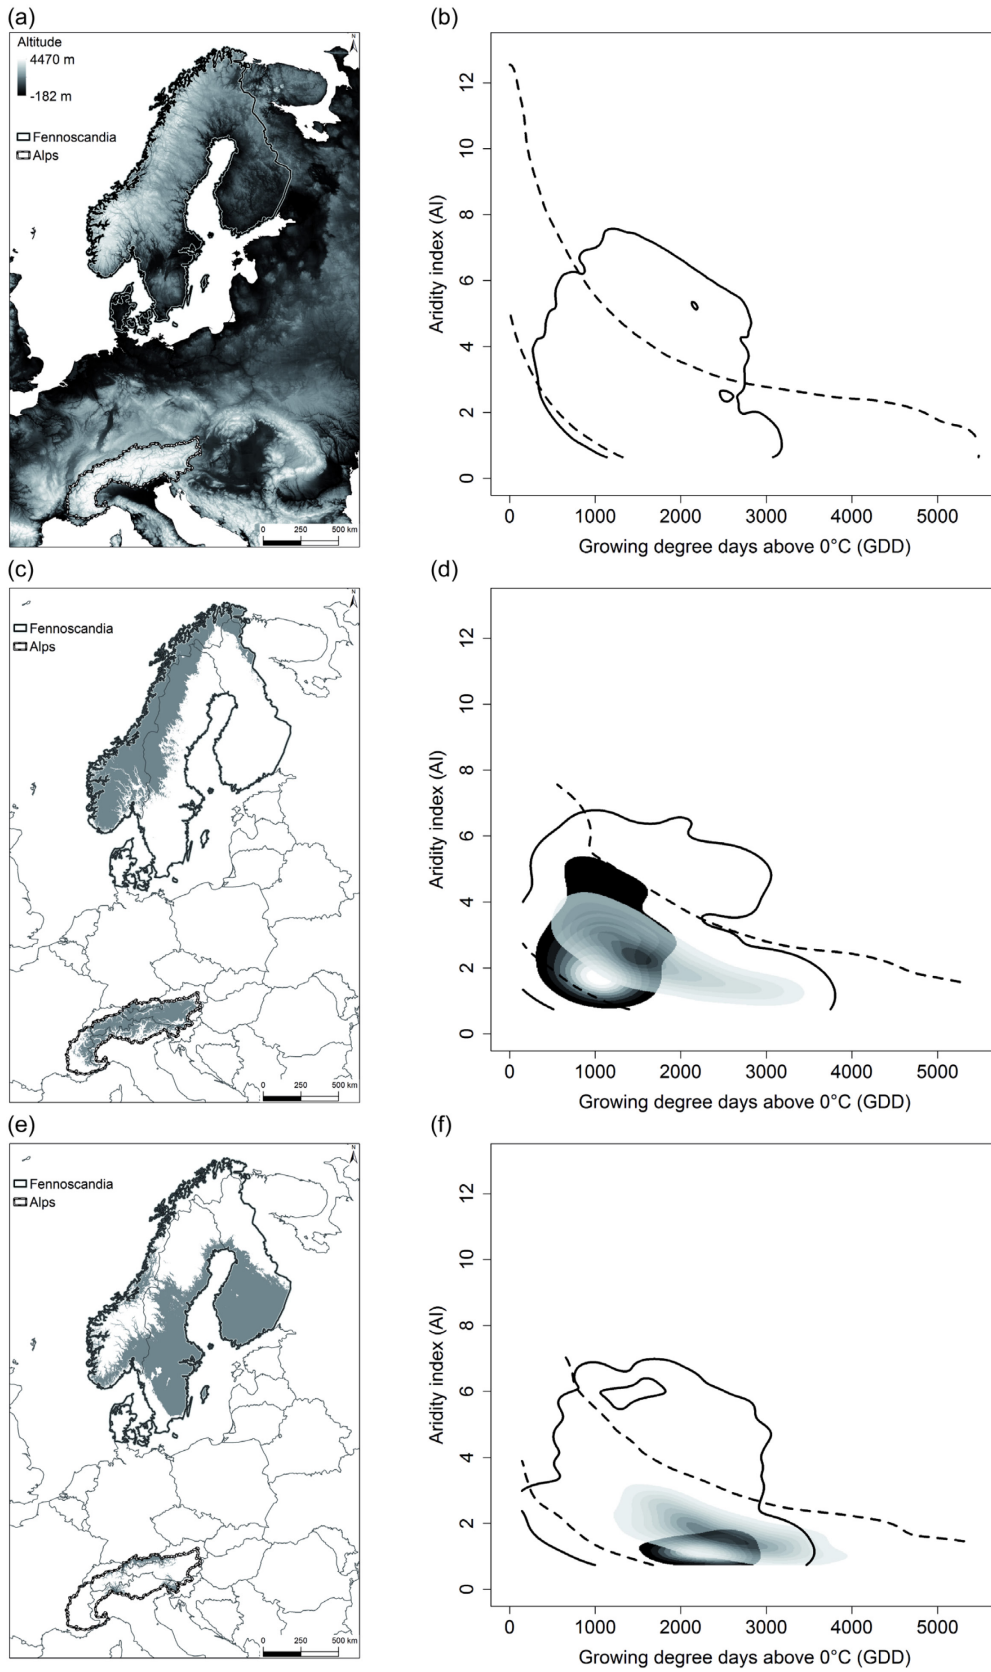 (a)
Altitude
4470 m
-182 m
Fennoscandia
Alps
N
0 250 500 km
(b)
Aridity index (AI)
12
10
8
6
4
2
0
0 1000 2000 3000 4000 5000
Growing degree days above 0°C (GDD)
(c)
Fennoscandia
Alps
N
0 250 500 km
(d)
Aridity index (AI)
12
10
8
6
4
2
0
0 1000 2000 3000 4000 5000
Growing degree days above 0°C (GDD)
(e)
Fennoscandia
Alps
N
0 250 500 km
(f)
Aridity index (AI)
12
10
8
6
4
2
0
0 1000 2000 3000 4000 5000
Growing degree days above 0°C (GDD)